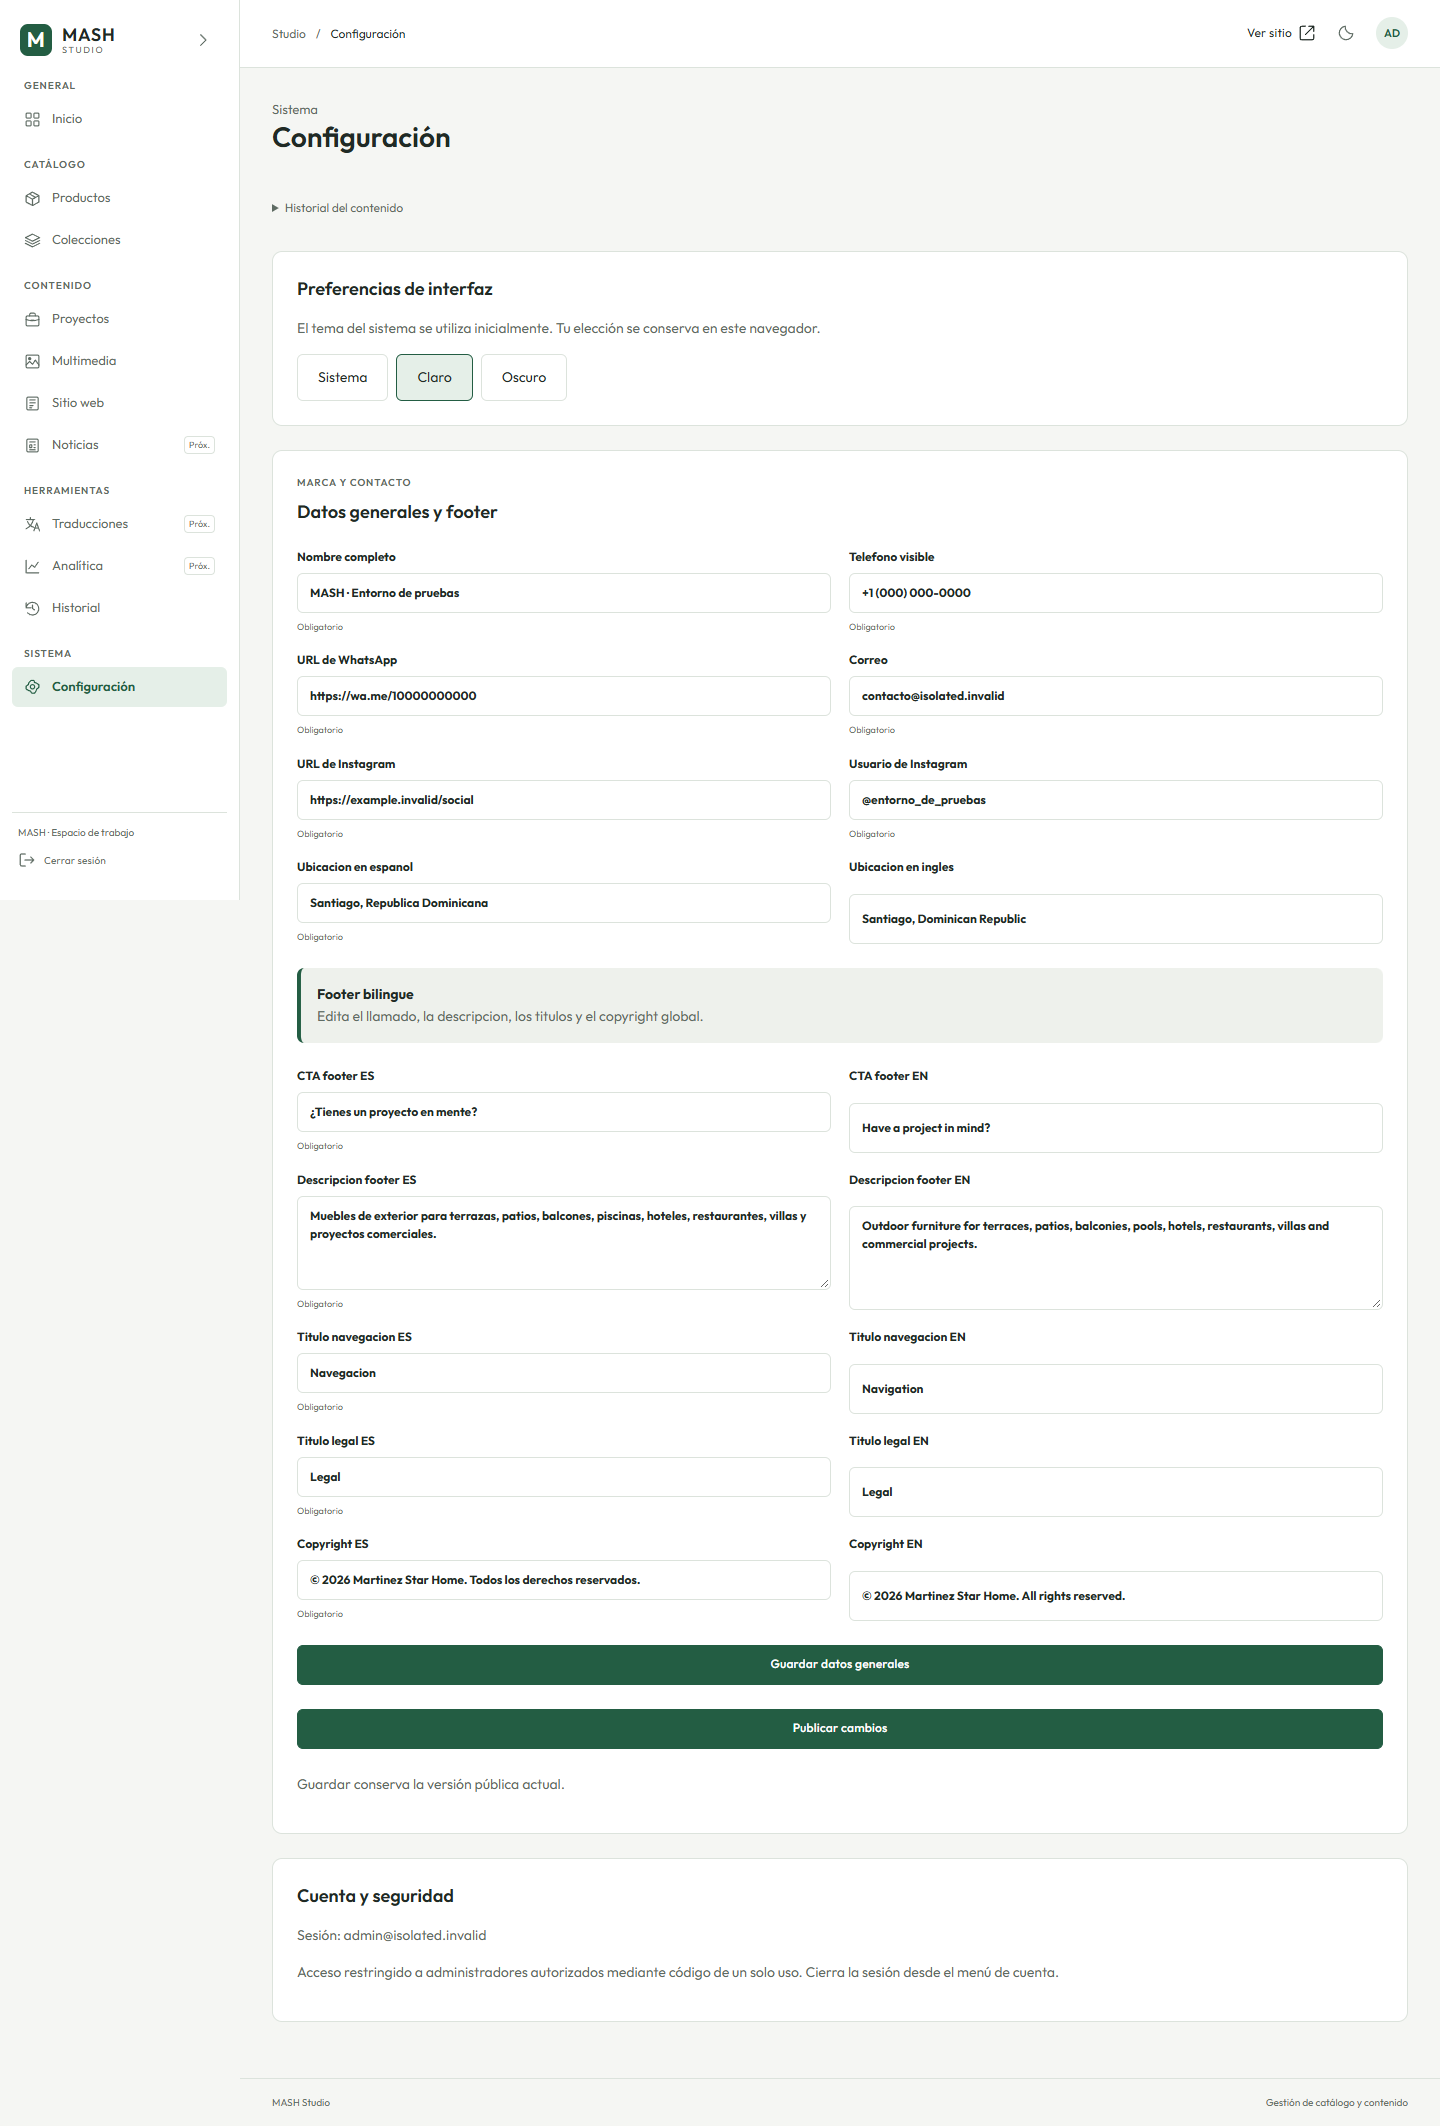 M MASH
STUDIO
GENERAL
Inicio
CATÁLOGO
Productos
Colecciones
CONTENIDO
Proyectos
Multimedia
Sitio web
Noticias Próx.
HERRAMIENTAS
Traducciones Próx.
Analítica Próx.
Historial
SISTEMA
Configuración
MASH · Espacio de trabajo
Cerrar sesión
Studio / Configuración
Ver sitio
AD
Sistema
Configuración
Historial del contenido
Preferencias de interfaz
El tema del sistema se utiliza inicialmente. Tu elección se conserva en este navegador.
Sistema Claro Oscuro
MARCA Y CONTACTO
Datos generales y footer
Nombre completo Telefono visible
MASH · Entorno de pruebas +1 (000) 000-0000
Obligatorio Obligatorio
URL de WhatsApp Correo
https://wa.me/10000000000 contacto@isolated.invalid
Obligatorio Obligatorio
URL de Instagram Usuario de Instagram
https://example.invalid/social @entorno_de_pruebas
Obligatorio Obligatorio
Ubicacion en espanol Ubicacion en ingles
Santiago, Republica Dominicana Santiago, Dominican Republic
Obligatorio
Footer bilingue
Edita el llamado, la descripcion, los titulos y el copyright global.
CTA footer ES CTA footer EN
¿Tienes un proyecto en mente? Have a project in mind?
Obligatorio
Descripcion footer ES Descripcion footer EN
Muebles de exterior para terrazas, patios, balcones, piscinas, hoteles, restaurantes, villas y
proyectos comerciales.
Outdoor furniture for terraces, patios, balconies, pools, hotels, restaurants, villas and
commercial projects.
Obligatorio
Titulo navegacion ES Titulo navegacion EN
Navegacion Navigation
Obligatorio
Titulo legal ES Titulo legal EN
Legal Legal
Obligatorio
Copyright ES Copyright EN
© 2026 Martinez Star Home. Todos los derechos reservados. © 2026 Martinez Star Home. All rights reserved.
Obligatorio
Guardar datos generales
Publicar cambios
Guardar conserva la versión pública actual.
Cuenta y seguridad
Sesión: admin@isolated.invalid
Acceso restringido a administradores autorizados mediante código de un solo uso. Cierra la sesión desde el menú de cuenta.
MASH Studio Gestión de catálogo y contenido